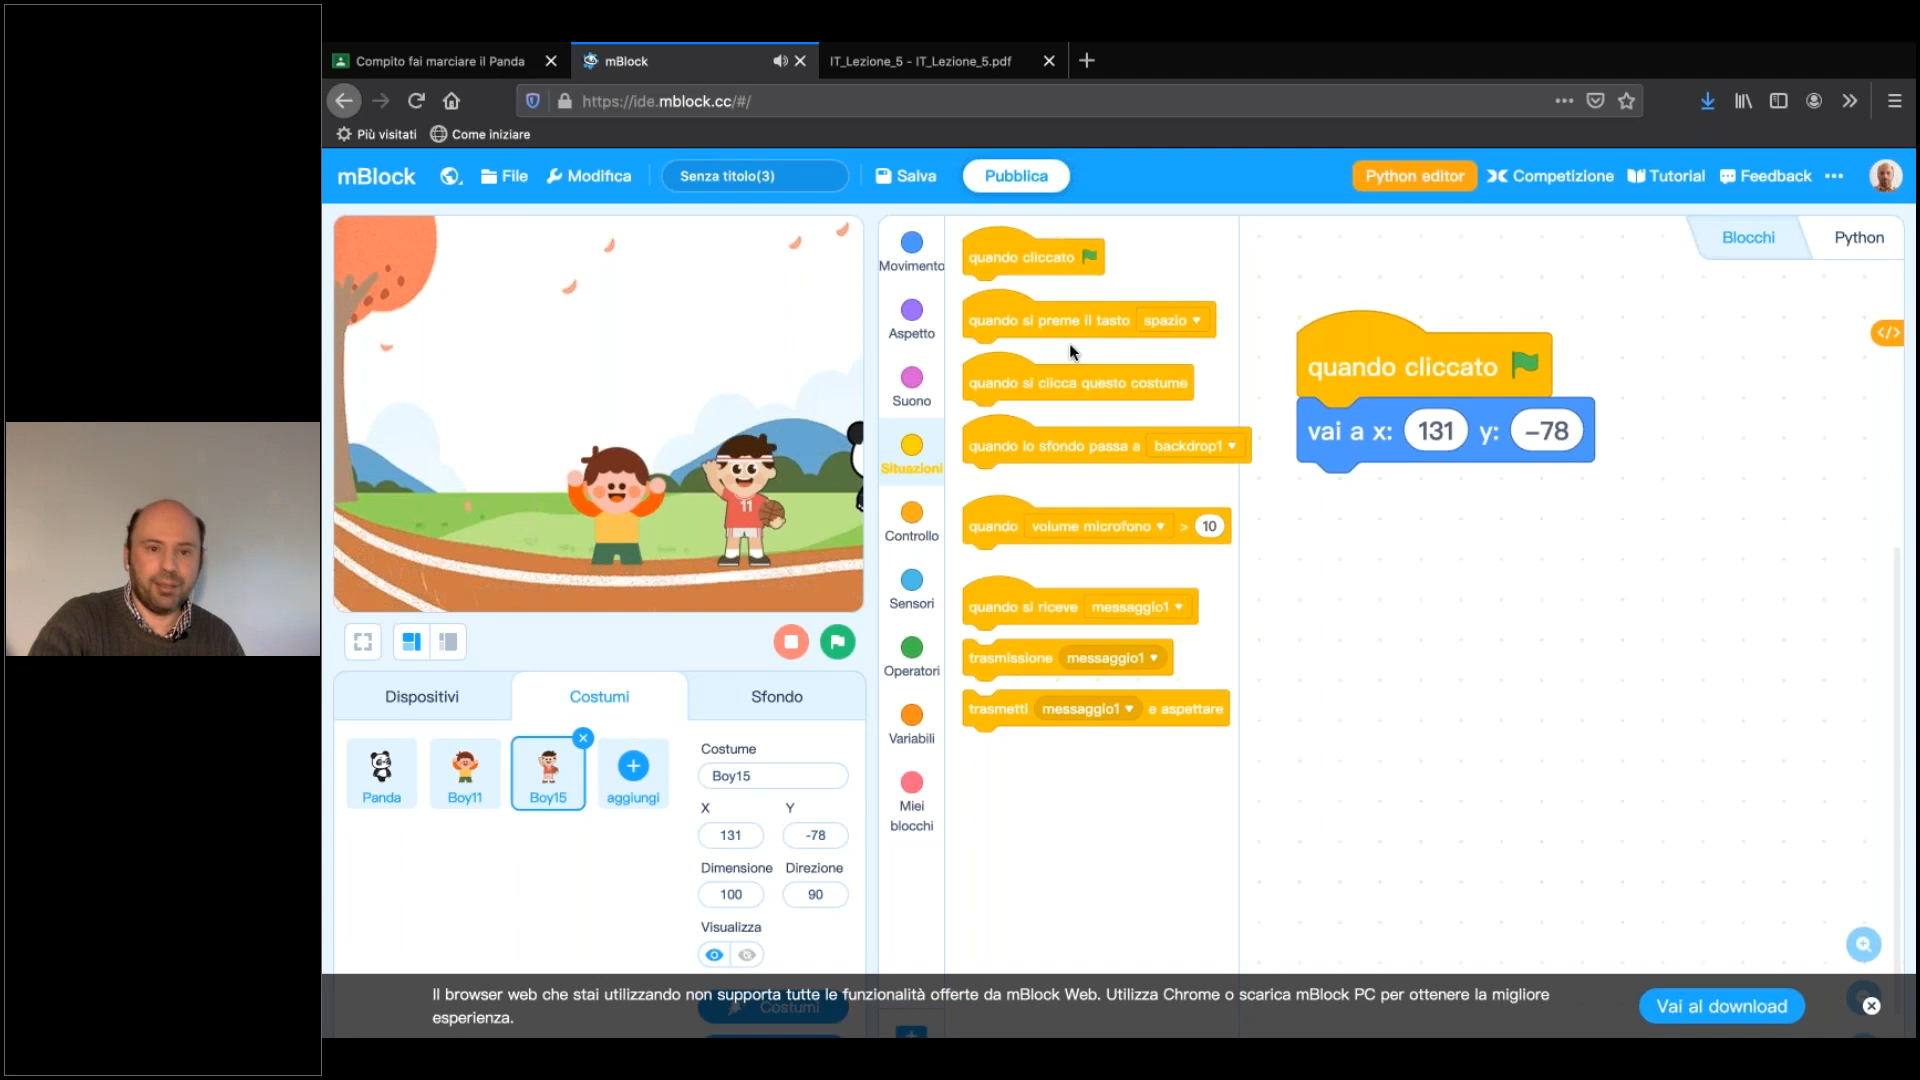 Compito fai marciare il Panda
mBlock
IT_Lezione_5 - IT_Lezione_5.pdf
https://ide.mblock.cc/#/
Più visitati
Come iniziare
mBlock
File
Modifica
Senza titolo(3)
Salva
Pubblica
Python editor
Competizione
Tutorial
Feedback
11
Dispositivi
Costumi
Sfondo
Panda
Boy11
Boy15
aggiungi
Costume
Boy15
X
Y
131
-78
Dimensione
Direzione
100
90
Visualizza
Costumi
Movimento
Aspetto
Suono
Situazioni
Controllo
Sensori
Operatori
Variabili
Miei
blocchi
quando cliccato
quando si preme il tasto spazio
quando si clicca questo costume
quando lo sfondo passa a backdrop1
quando volume microfono > 10
quando si riceve messaggio1
trasmissione messaggio1
trasmetti messaggio1 e aspettare
Blocchi
Python
</>
quando cliccato
vai a x: 131 y: -78
Il browser web che stai utilizzando non supporta tutte le funzionalità offerte da mBlock Web. Utilizza Chrome o scarica mBlock PC per ottenere la migliore
esperienza.
Vai al download